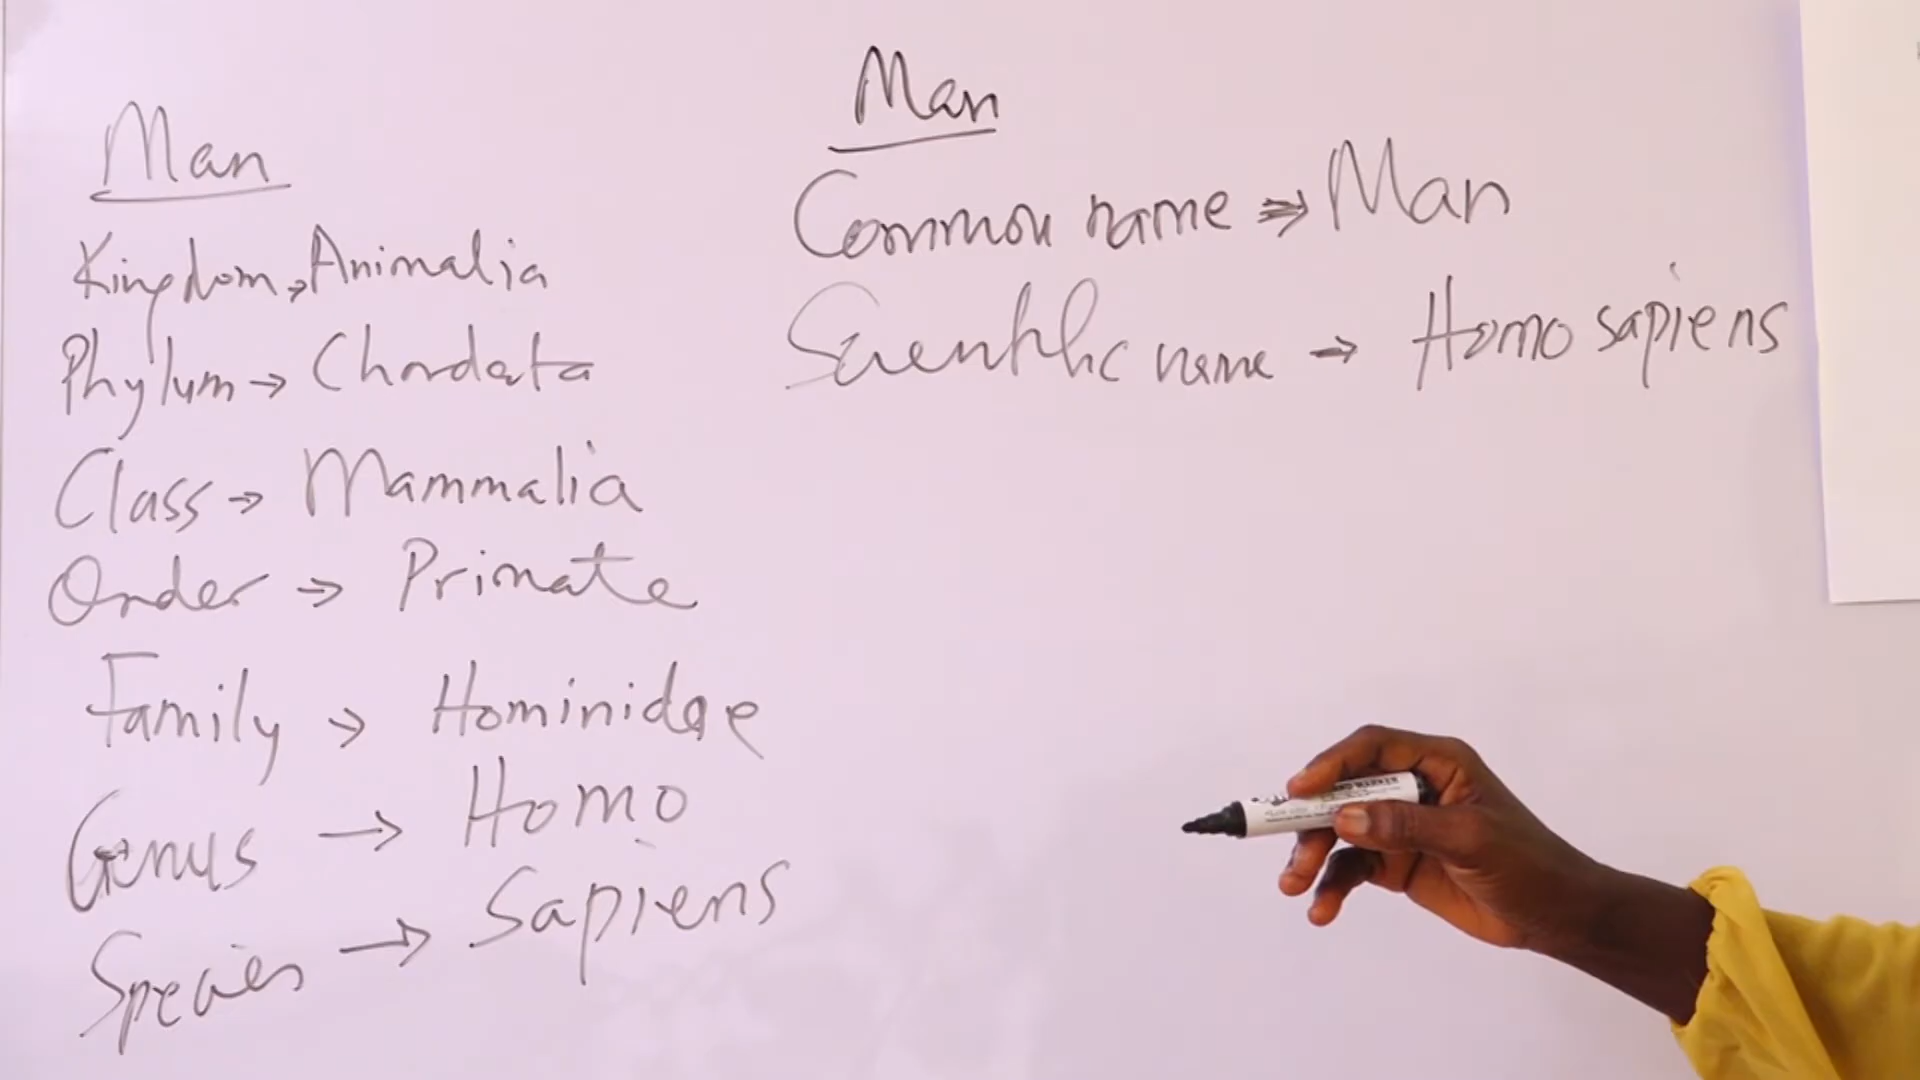 Man
Kingdom → Animalia
Phylum → Chordata
Class → Mammalia
Order → Primate
Family → Hominidae
Genus → Homo
Species → Sapiens
Man
Common name ⇒ Man
Scientific name → Homo sapiens